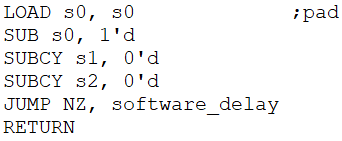 LOAD s0, s0 ;pad
SUB s0, 1'd
SUBCY s1, 0'd
SUBCY s2, 0'd
JUMP NZ, software_delay
RETURN